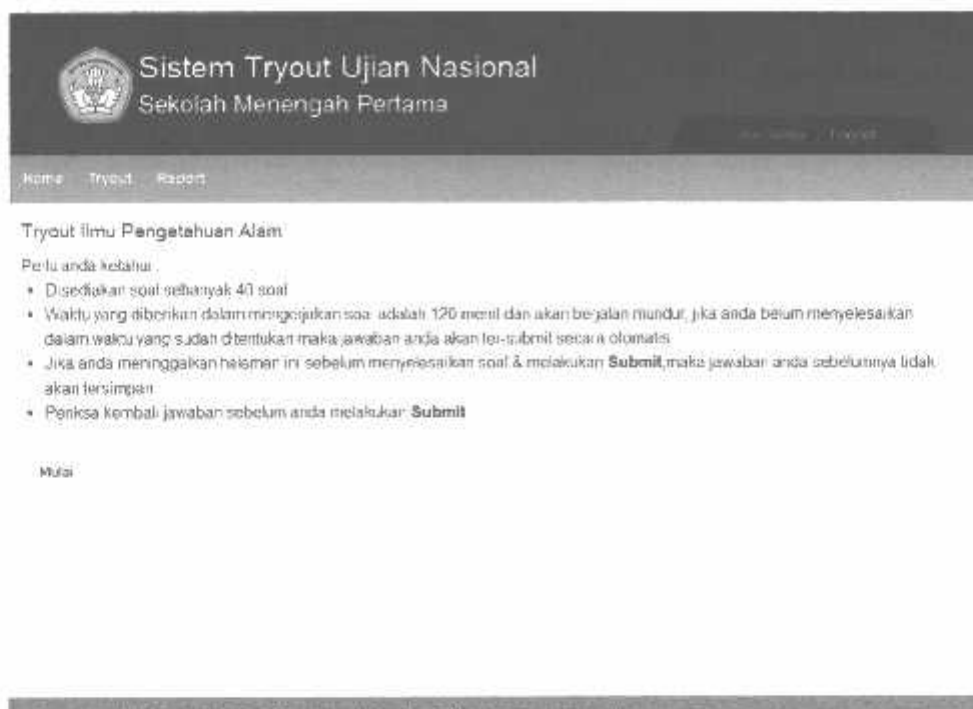 Sistem Tryout Ujian Nasional
Sekolah Menengah Pertama
Home Tryout Raport
Tryout Ilmu Pengetahuan Alam
Perlu anda ketahui :
• Disediakan soal sebanyak 40 soal
• Waktu yang diberikan dalam mengerjakan soal adalah 120 menit dan akan berjalan mundur, jika anda belum menyelesaikan
dalam waktu yang sudah ditentukan maka jawaban anda akan ter-submit secara otomatis
• Jika anda meninggalkan halaman ini sebelum menyelesaikan soal & melakukan Submit,maka jawaban anda sebelumnya tidak
akan tersimpan
• Periksa kembali jawaban sebelum anda melakukan Submit
Mulai